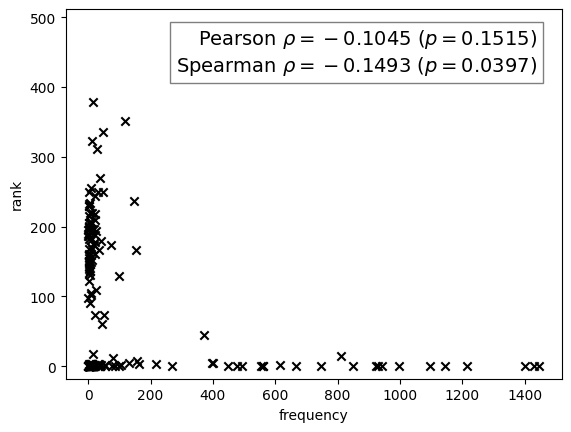 Pearson ρ = −0.1045 (p = 0.1515)
Spearman ρ = −0.1493 (p = 0.0397)
500
400
300
200
100
0
rank
0 200 400 600 800 1000 1200 1400
frequency